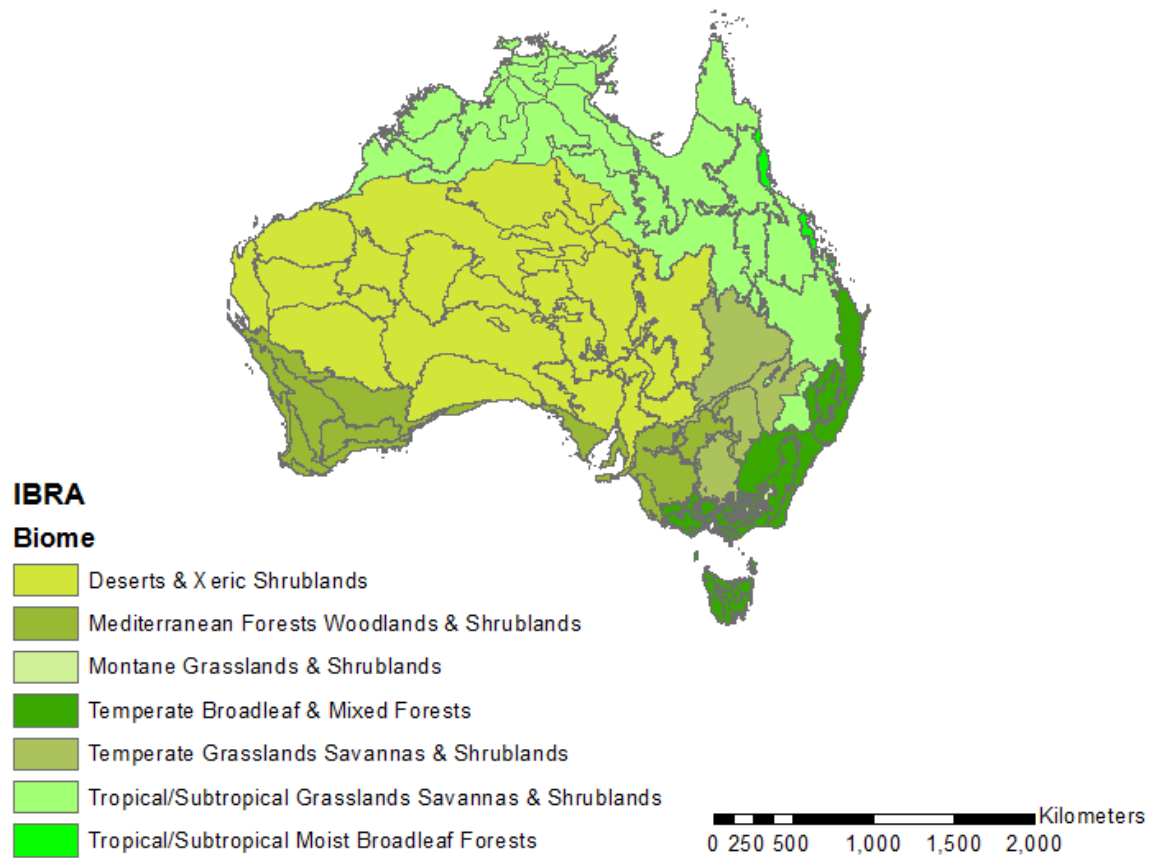 IBRA
Biome
Deserts & Xeric Shrublands
Mediterranean Forests Woodlands & Shrublands
Montane Grasslands & Shrublands
Temperate Broadleaf & Mixed Forests
Temperate Grasslands Savannas & Shrublands
Tropical/Subtropical Grasslands Savannas & Shrublands
Tropical/Subtropical Moist Broadleaf Forests
Kilometers
0 250 500 1,000 1,500 2,000